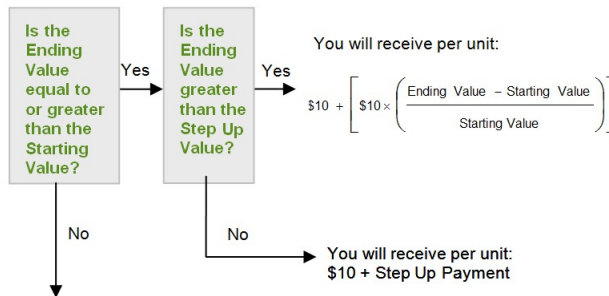 Is the
Ending
Value
equal to
or greater
than the
Starting
Value?
Yes
Is the
Ending
Value
greater
than the
Step Up
Value?
Yes
You will receive per unit:
$10 + [ $10 × ( Ending Value – Starting Value
Starting Value ) ]
No
No
You will receive per unit:
$10 + Step Up Payment